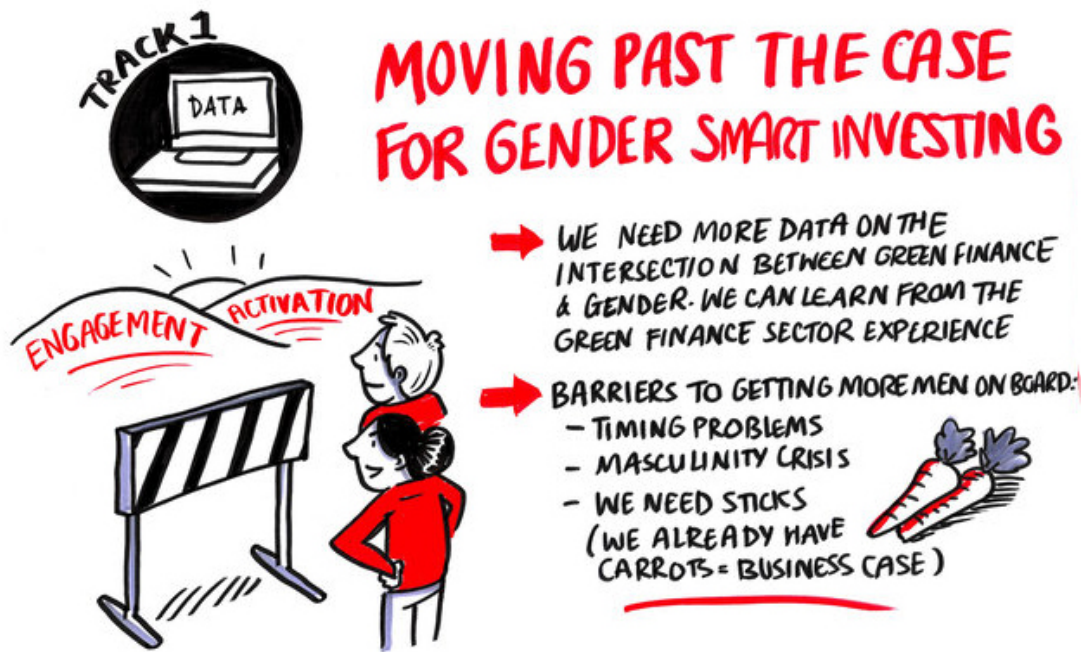 TRACK 1
DATA
MOVING PAST THE CASE
FOR GENDER SMART INVESTING
ENGAGEMENT
ACTIVATION
WE NEED MORE DATA ON THE
INTERSECTION BETWEEN GREEN FINANCE
& GENDER. WE CAN LEARN FROM THE
GREEN FINANCE SECTOR EXPERIENCE
BARRIERS TO GETTING MORE MEN ON BOARD:
- TIMING PROBLEMS
- MASCULINITY CRISIS
- WE NEED STICKS
(WE ALREADY HAVE
CARROTS = BUSINESS CASE)